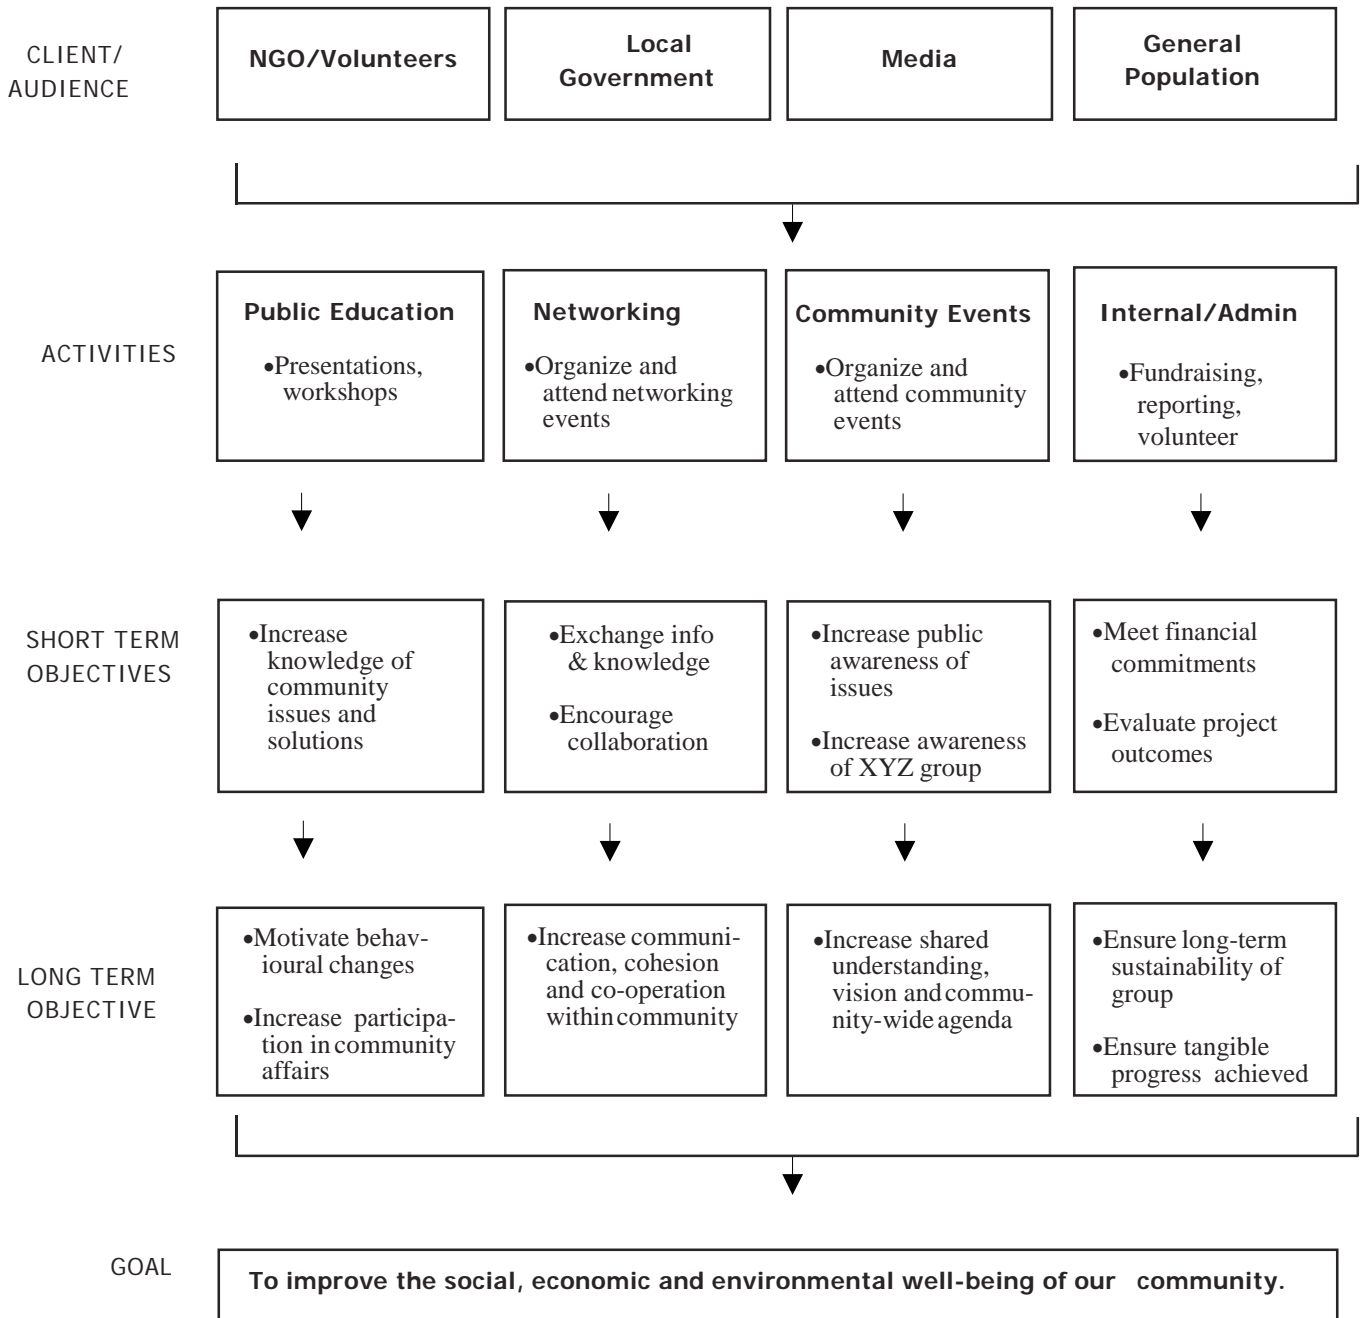 CLIENT/
AUDIENCE
NGO/Volunteers
Local
Government
Media
General
Population
ACTIVITIES
Public Education
•Presentations,
workshops
Networking
•Organize and
attend networking
events
Community Events
•Organize and
attend community
events
Internal/Admin
•Fundraising,
reporting,
volunteer
SHORT TERM
OBJECTIVES
•Increase
knowledge of
community
issues and
solutions
•Exchange info
& knowledge
•Encourage
collaboration
•Increase public
awareness of
issues
•Increase awareness
of XYZ group
•Meet financial
commitments
•Evaluate project
outcomes
LONG TERM
OBJECTIVE
•Motivate behav-
ioural changes
•Increase participa-
tion in community
affairs
•Increase communi-
cation, cohesion
and co-operation
within community
•Increase shared
understanding,
vision and commu-
nity-wide agenda
•Ensure long-term
sustainability of
group
•Ensure tangible
progress achieved
GOAL
To improve the social, economic and environmental well-being of our community.